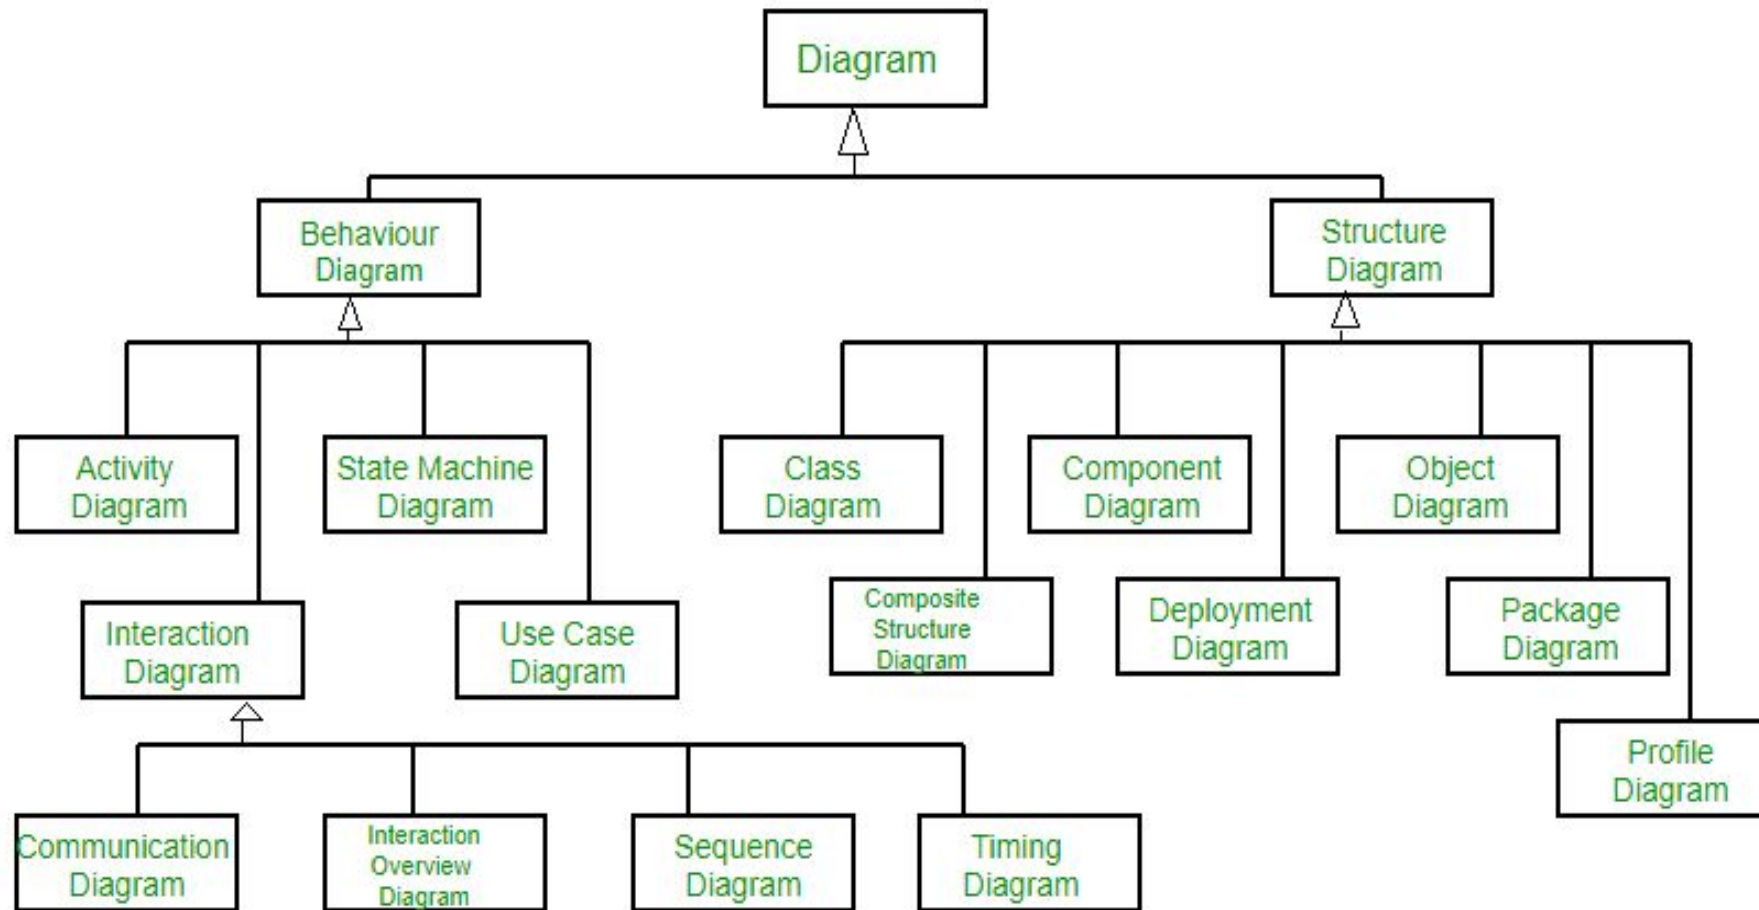 Diagram
Behaviour
Diagram
Structure
Diagram
Activity
Diagram
State Machine
Diagram
Class
Diagram
Component
Diagram
Object
Diagram
Interaction
Diagram
Use Case
Diagram
Composite
Structure
Diagram
Deployment
Diagram
Package
Diagram
Profile
Diagram
Communication
Diagram
Interaction
Overview
Diagram
Sequence
Diagram
Timing
Diagram